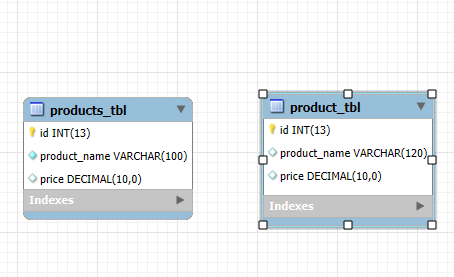 products_tbl
id INT(13)
product_name VARCHAR(100)
price DECIMAL(10,0)
Indexes
product_tbl
id INT(13)
product_name VARCHAR(120)
price DECIMAL(10,0)
Indexes